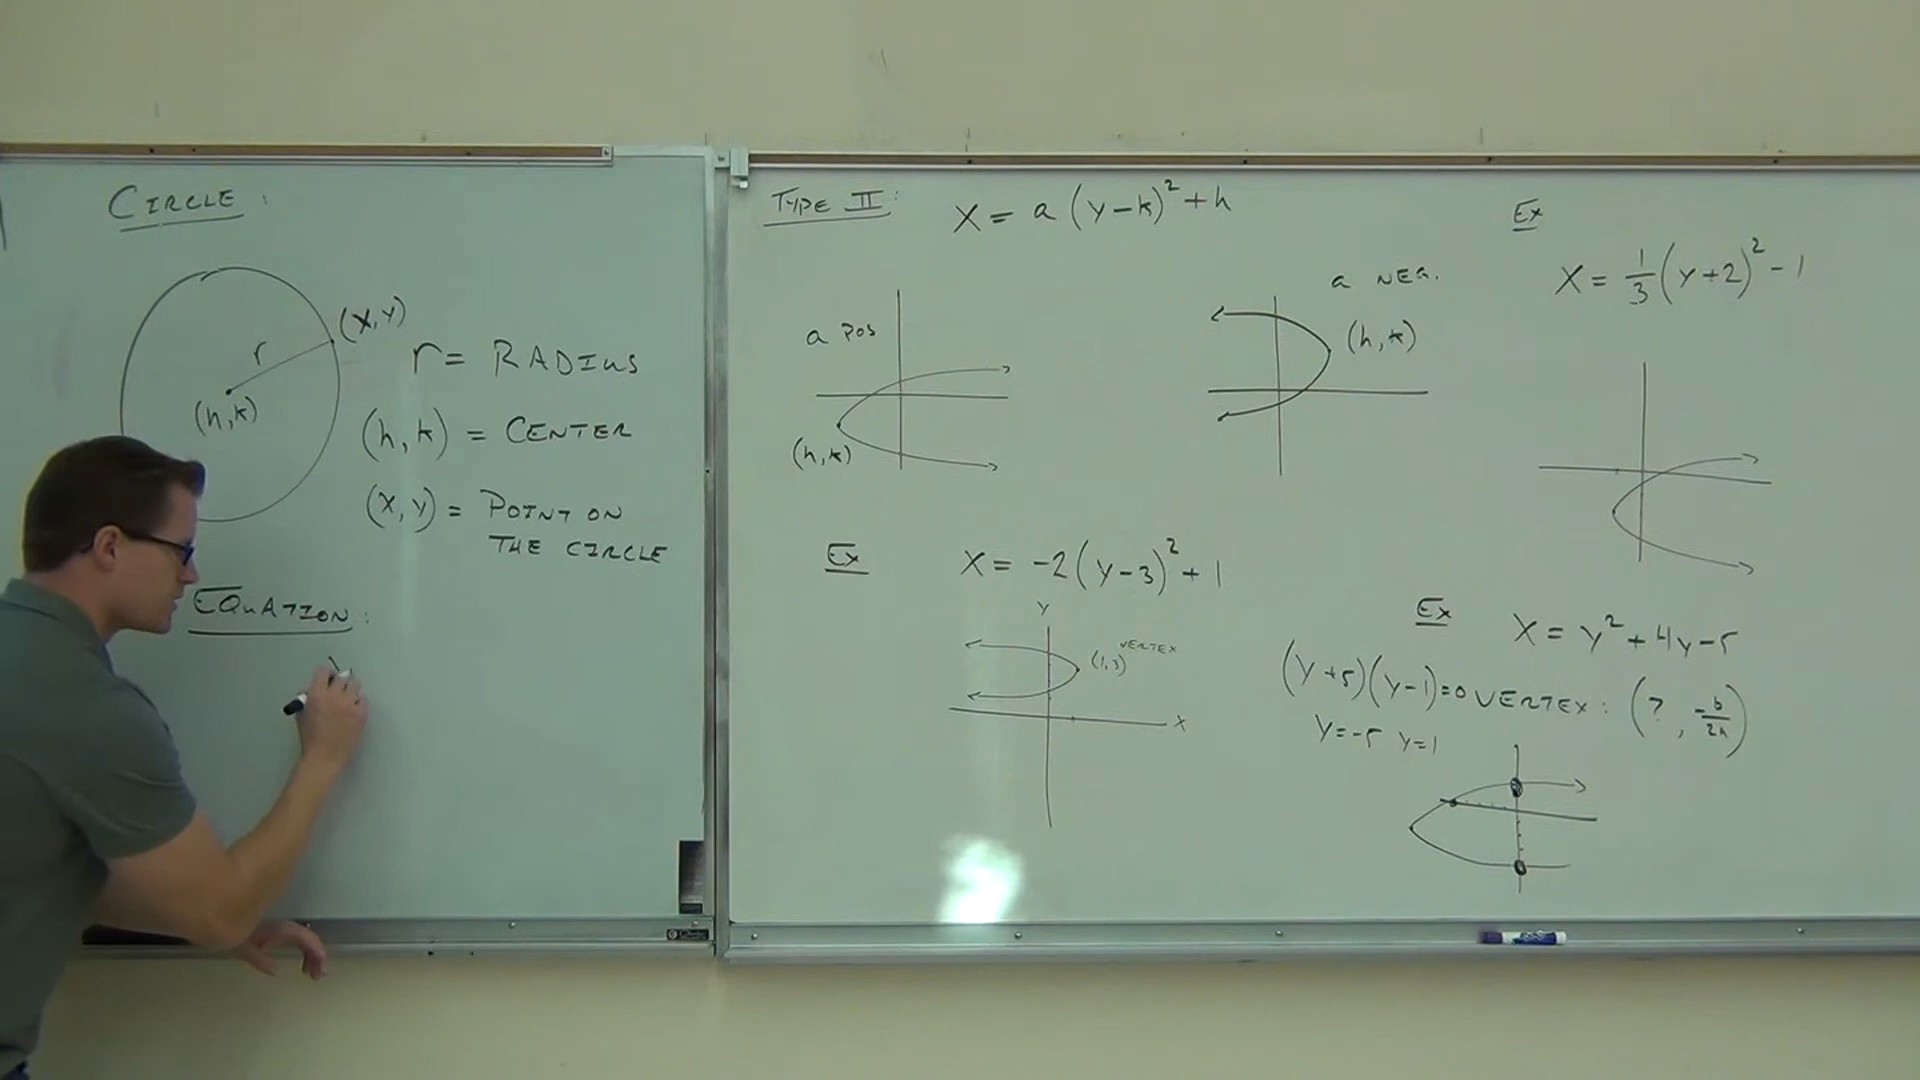 CIRCLE:
(x,y)
r
(h,k)
r = RADIUS
(h,k) = CENTER
(x,y) = POINT ON
THE CIRCLE
EQUATION:
TYPE II: X = a(y-k)²+h
a POS
(h,k)
a NEG.
(h,k)
Ex
X = 1/3(y+2)²-1
Ex X = -2(y-3)²+1
Y
VERTEX
(1,3)
X
Ex X = y²+4y-5
(y+5)(y-1)=0 VERTEX: (?, -b/2a)
Y=-5 Y=1